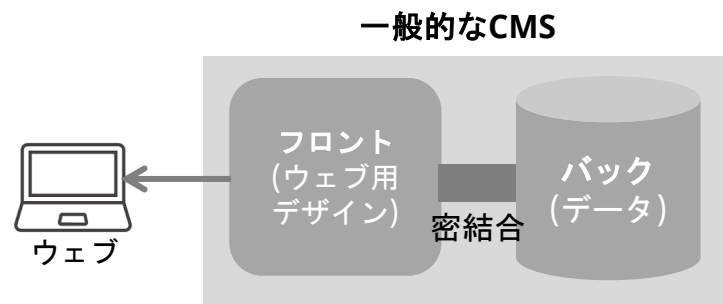 一般的なCMS
フロント
(ウェブ用
デザイン)
バック
(データ)
密結合
ウェブ